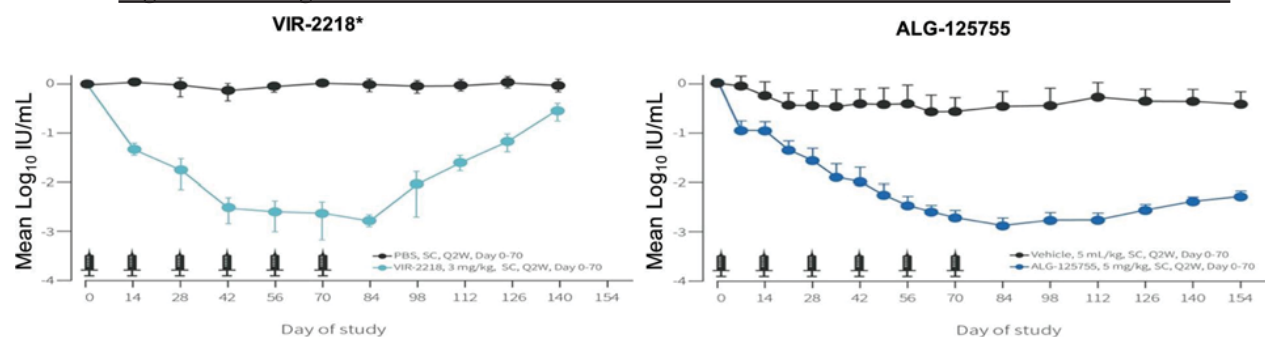 VIR-2218*
Mean Log10 IU/mL
0
-1
-2
-3
-4
PBS, SC, Q2W, Day 0-70
VIR-2218, 3 mg/kg, SC, Q2W, Day 0-70
0 14 28 42 56 70 84 98 112 126 140 154
Day of study
ALG-125755
Mean Log10 IU/mL
0
-1
-2
-3
-4
Vehicle, 5 mL/kg, SC, Q2W, Day 0-70
ALG-125755, 5 mg/kg, SC, Q2W, Day 0-70
0 14 28 42 56 70 84 98 112 126 140 154
Day of study